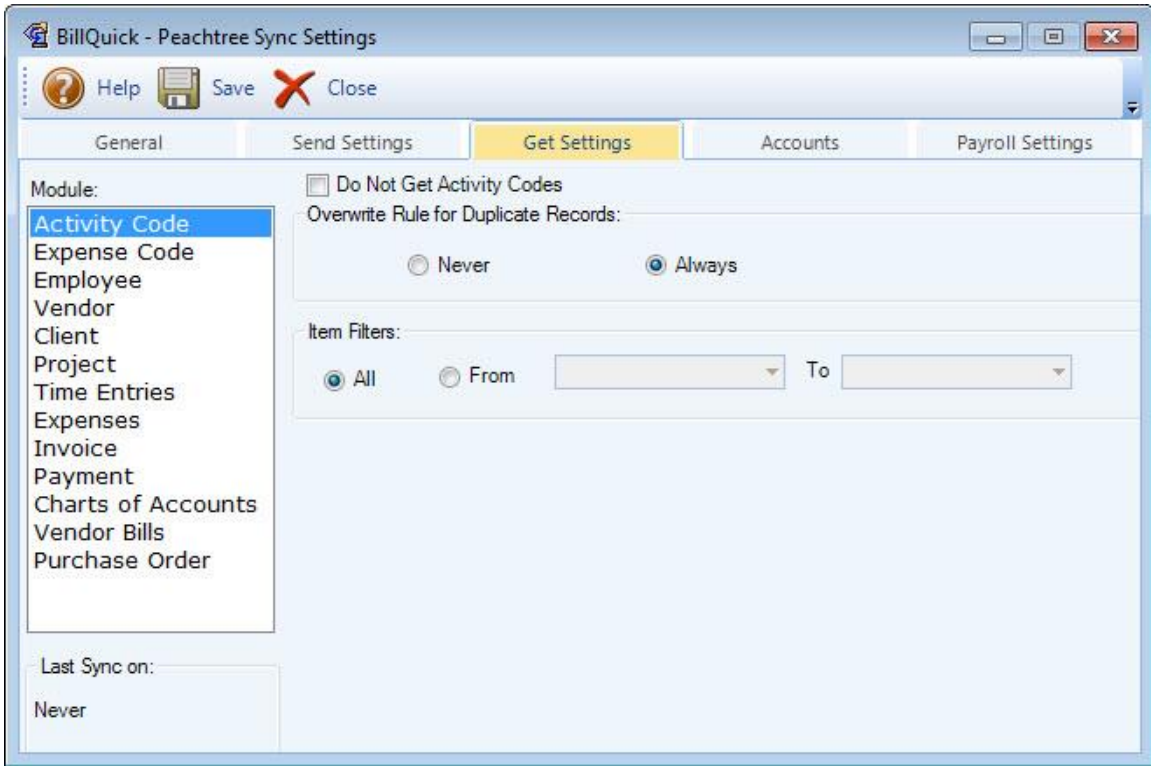 BillQuick - Peachtree Sync Settings
Help Save Close
General Send Settings Get Settings Accounts Payroll Settings
Module:
Activity Code
Expense Code
Employee
Vendor
Client
Project
Time Entries
Expenses
Invoice
Payment
Charts of Accounts
Vendor Bills
Purchase Order
Last Sync on:
Never
Do Not Get Activity Codes
Overwrite Rule for Duplicate Records:
Never Always
Item Filters:
All From To